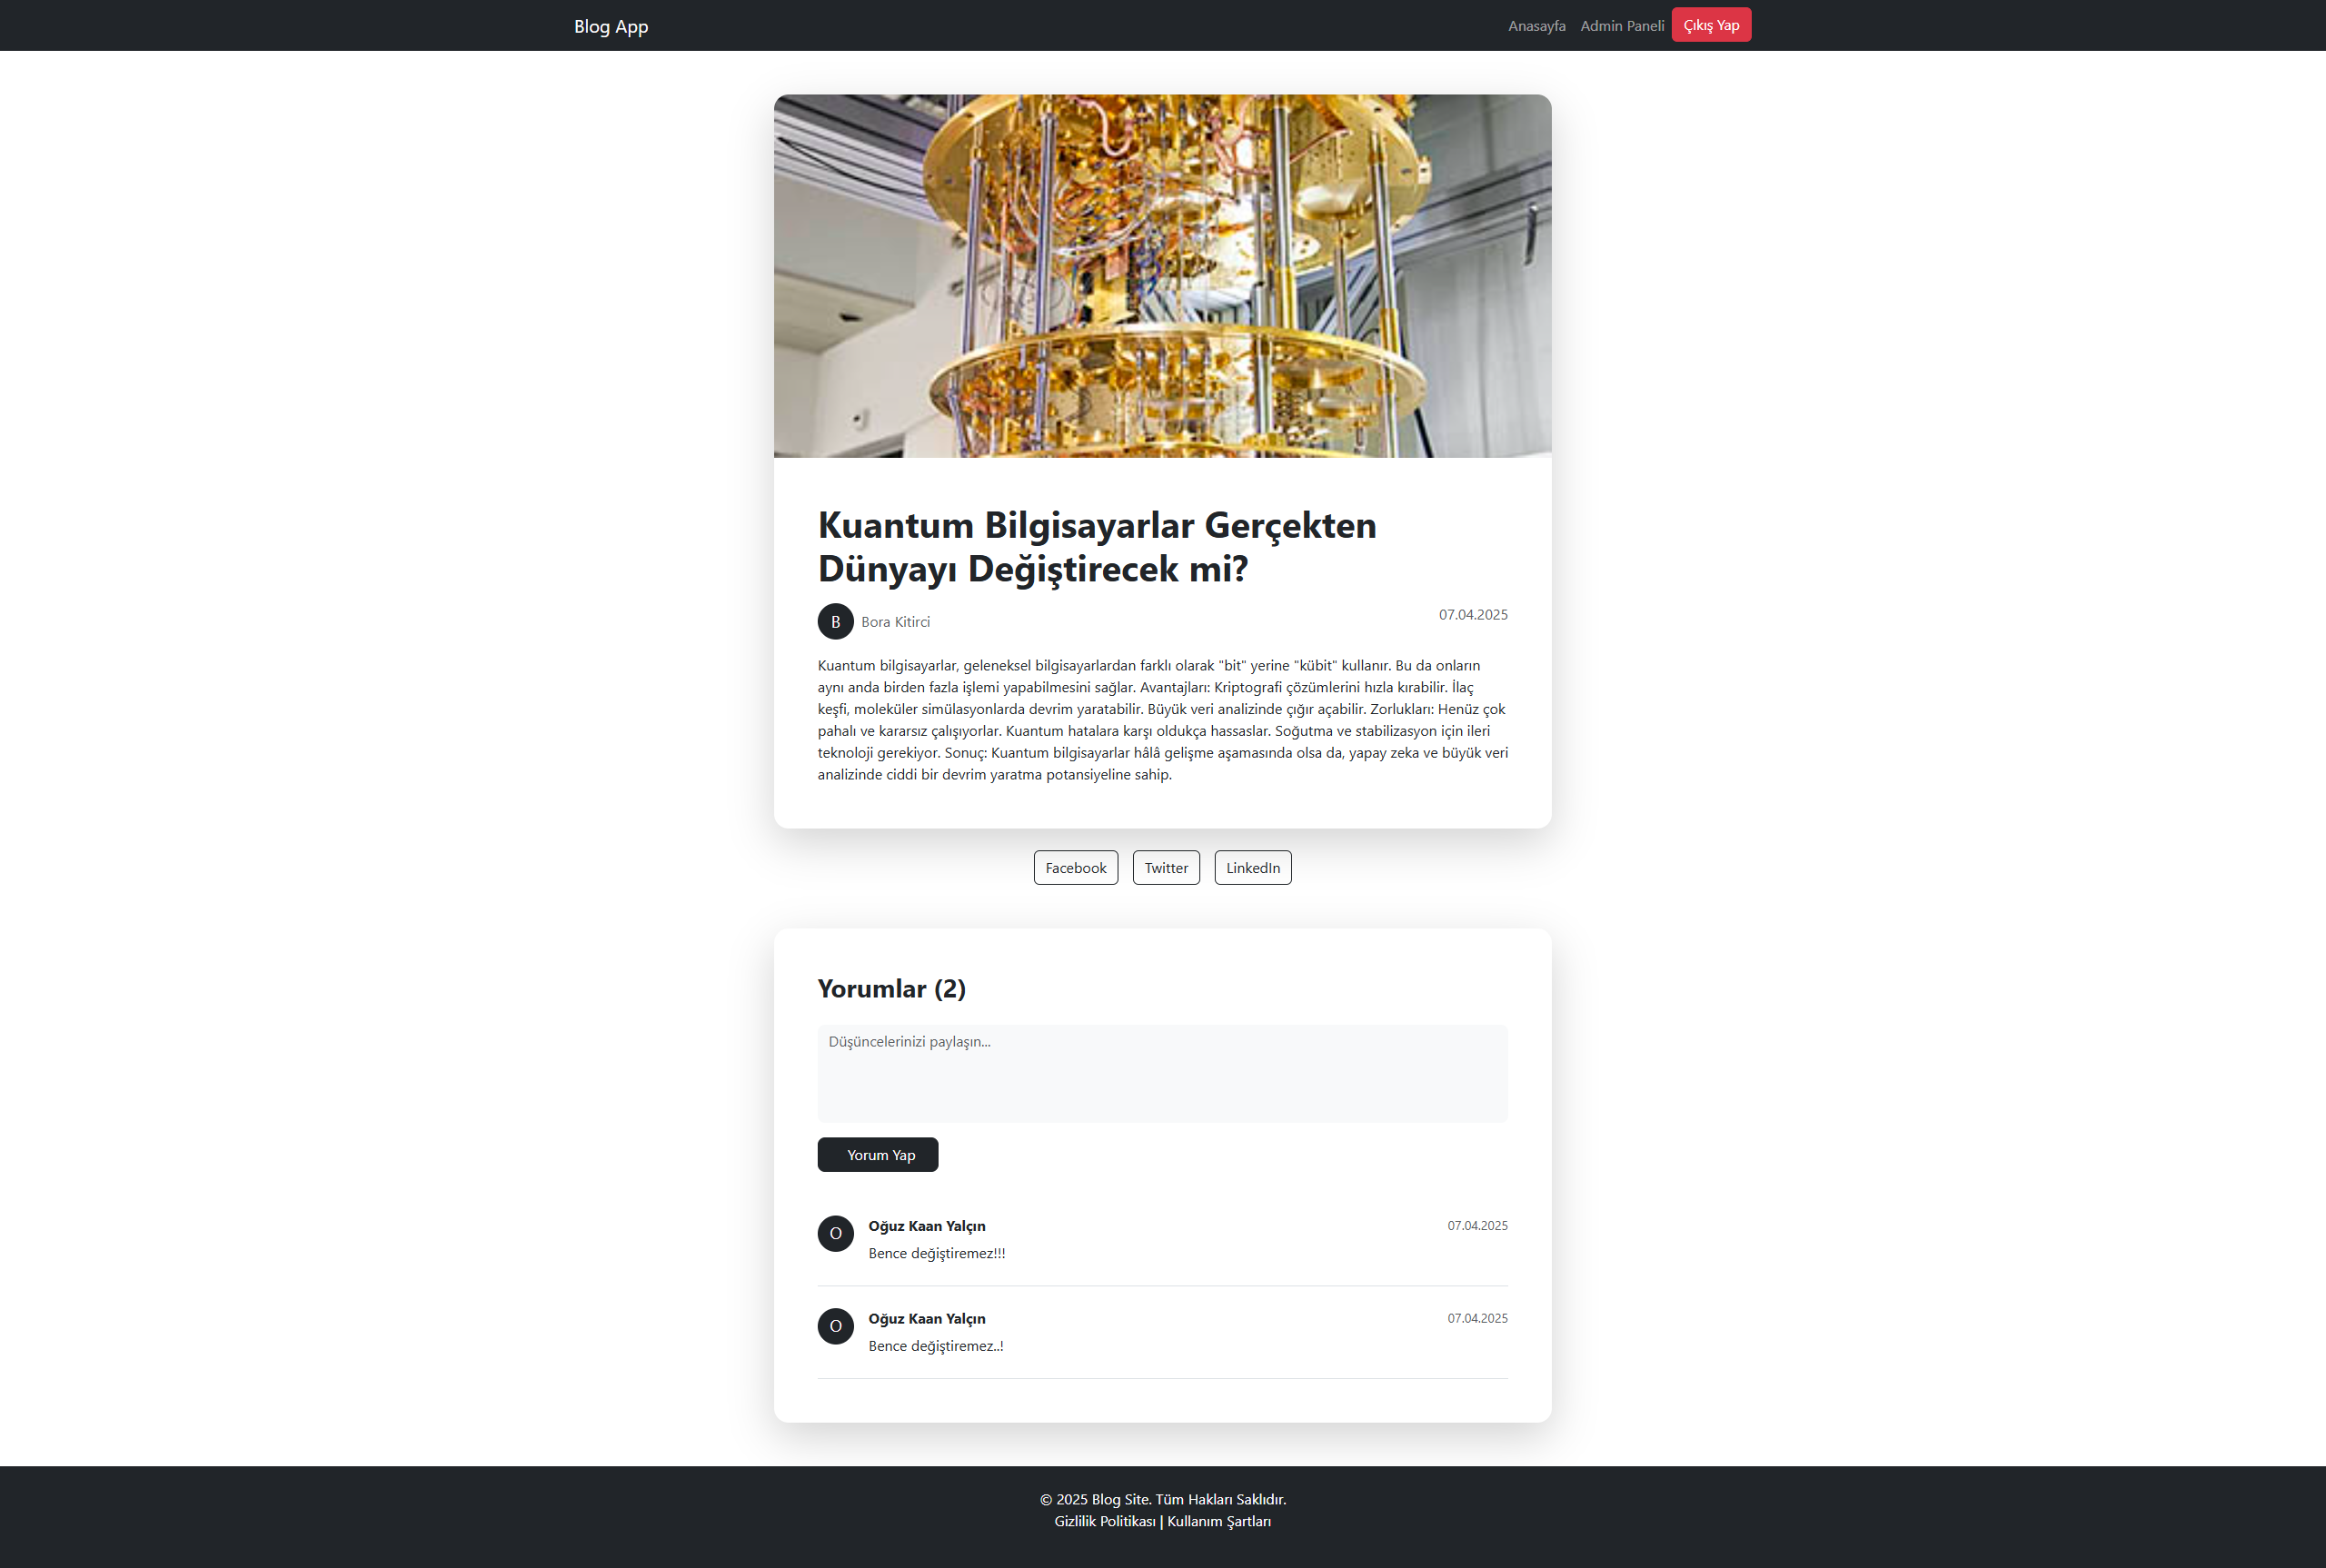 Blog App
Anasayfa Admin Paneli Çıkış Yap
Kuantum Bilgisayarlar Gerçekten
Dünyayı Değiştirecek mi?
B Bora Kitirci 07.04.2025
Kuantum bilgisayarlar, geleneksel bilgisayarlardan farklı olarak "bit" yerine "kübit" kullanır. Bu da onların
aynı anda birden fazla işlemi yapabilmesini sağlar. Avantajları: Kriptografi çözümlerini hızla kırabilir. İlaç
keşfi, moleküler simülasyonlarda devrim yaratabilir. Büyük veri analizinde çığır açabilir. Zorlukları: Henüz çok
pahalı ve kararsız çalışıyorlar. Kuantum hatalara karşı oldukça hassaslar. Soğutma ve stabilizasyon için ileri
teknoloji gerekiyor. Sonuç: Kuantum bilgisayarlar hâlâ gelişme aşamasında olsa da, yapay zeka ve büyük veri
analizinde ciddi bir devrim yaratma potansiyeline sahip.
Facebook Twitter LinkedIn
Yorumlar (2)
Düşüncelerinizi paylaşın...
Yorum Yap
O Oğuz Kaan Yalçın 07.04.2025
Bence değiştiremez!!!
O Oğuz Kaan Yalçın 07.04.2025
Bence değiştiremez..!
© 2025 Blog Site. Tüm Hakları Saklıdır.
Gizlilik Politikası | Kullanım Şartları